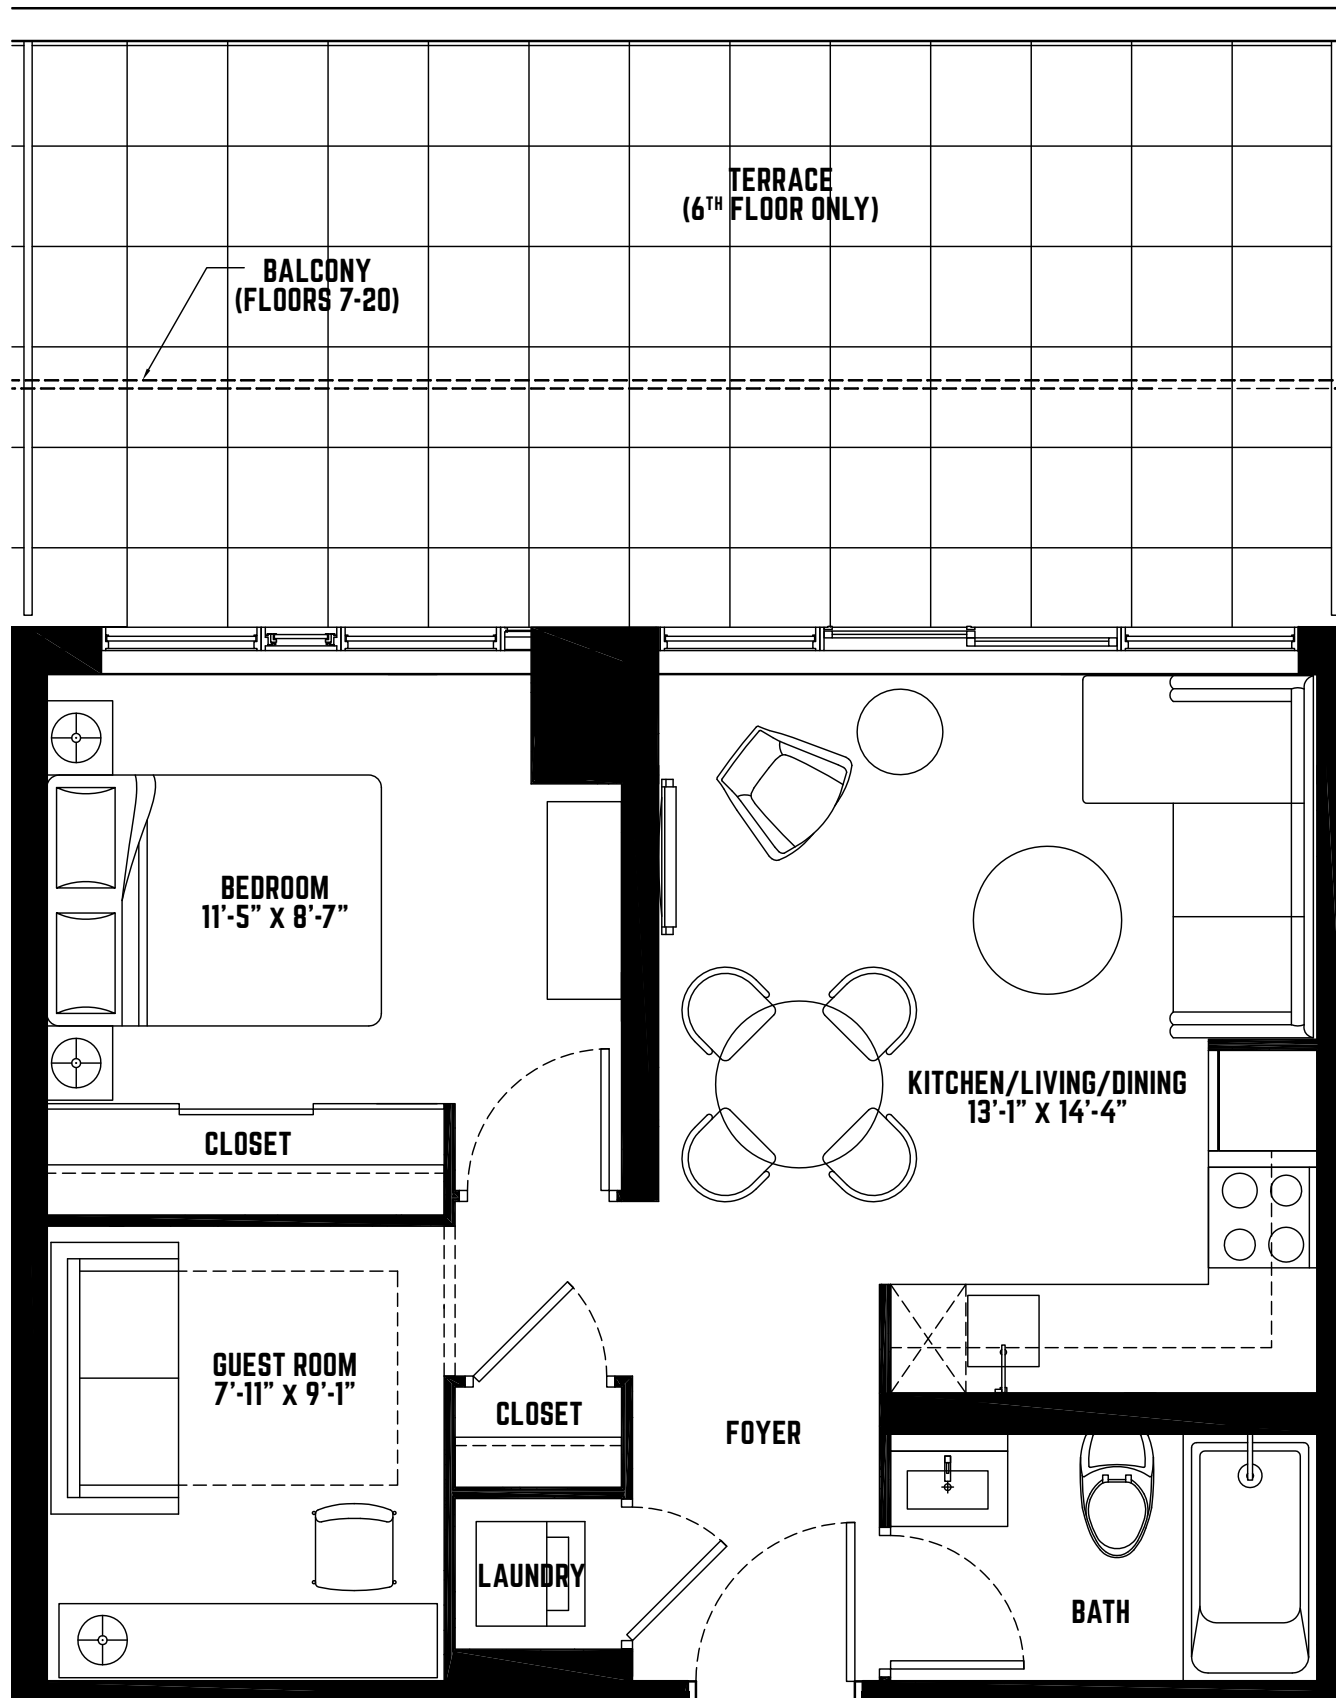 TERRACE
(6TH FLOOR ONLY)
BALCONY
(FLOORS 7-20)
BEDROOM
11'-5" X 8'-7"
KITCHEN/LIVING/DINING
13'-1" X 14'-4"
CLOSET
GUEST ROOM
7'-11" X 9'-1"
CLOSET
FOYER
LAUNDRY
BATH